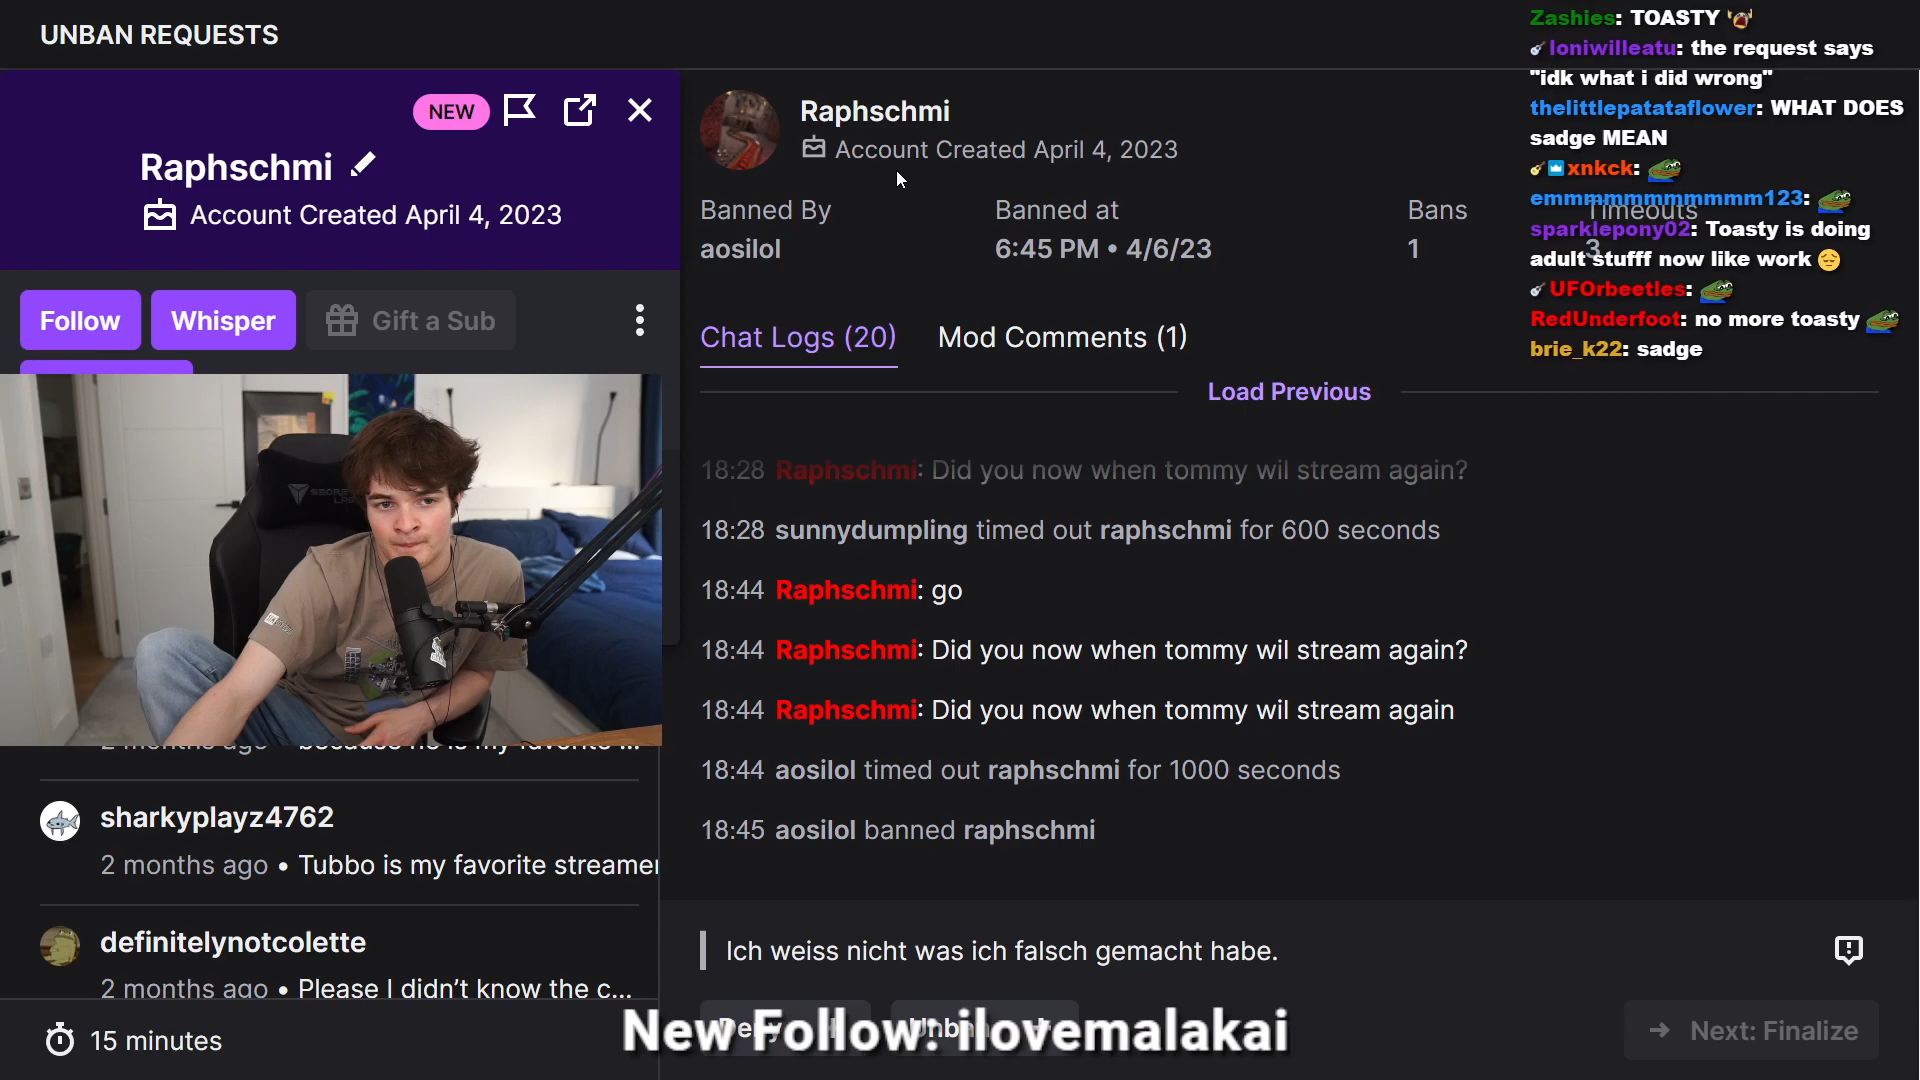 UNBAN REQUESTS
NEW
Raphschmi
Account Created April 4, 2023
Follow
Whisper
Gift a Sub
sharkyplayz4762
2 months ago • Tubbo is my favorite streamer
definitelynotcolette
2 months ago • Please I didn't know the c...
15 minutes
Raphschmi
Account Created April 4, 2023
Banned By
aosilol
Banned at
6:45 PM • 4/6/23
Bans
1
Timeouts
3
Chat Logs (20)
Mod Comments (1)
Load Previous
18:28 Raphschmi: Did you now when tommy wil stream again?
18:28 sunnydumpling timed out raphschmi for 600 seconds
18:44 Raphschmi: go
18:44 Raphschmi: Did you now when tommy wil stream again?
18:44 Raphschmi: Did you now when tommy wil stream again
18:44 aosilol timed out raphschmi for 1000 seconds
18:45 aosilol banned raphschmi
Ich weiss nicht was ich falsch gemacht habe.
New Follow: ilovemalakai
Next: Finalize
Zashies: TOASTY
loniwilleatu: the request says
"idk what i did wrong"
thelittlepatataflower: WHAT DOES
sadge MEAN
xnkck:
emmmmmmmmmmm123:
sparklepony02: Toasty is doing
adult stufff now like work 😔
UFOrbeetles:
RedUnderfoot: no more toasty
brie_k22: sadge